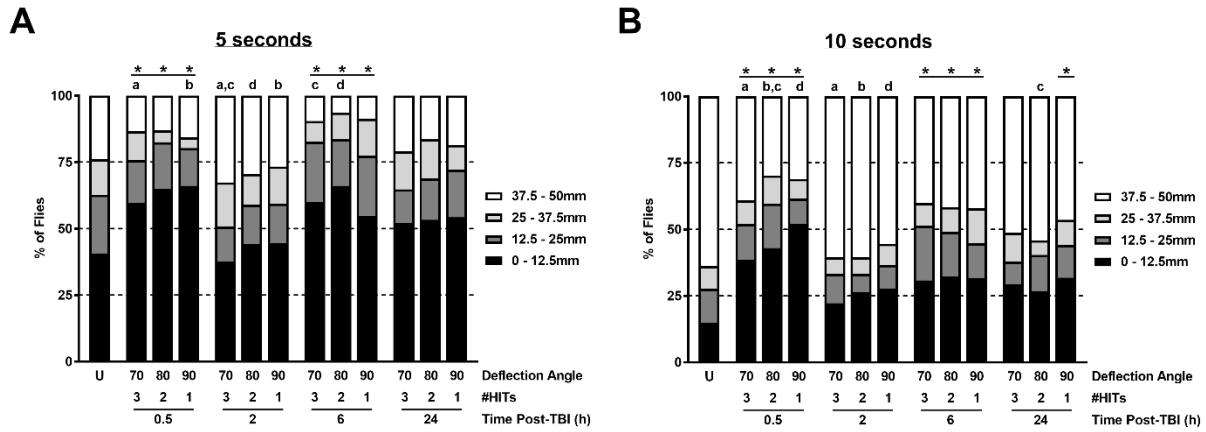 A
5 seconds
* * *
a b
a,c d b
* * *
c d
100
75
50
25
0
% of Flies
37.5 - 50mm
25 - 37.5mm
12.5 - 25mm
0 - 12.5mm
U 70 80 90 70 80 90 70 80 90 70 80 90 Deflection Angle
3 2 1 3 2 1 3 2 1 3 2 1 #HITs
0.5 2 6 24 Time Post-TBI (h)
B
10 seconds
* * *
a b,c d
a b d
* * *
c
*
100
75
50
25
0
% of Flies
37.5 - 50mm
25 - 37.5mm
12.5 - 25mm
0 - 12.5mm
U 70 80 90 70 80 90 70 80 90 70 80 90 Deflection Angle
3 2 1 3 2 1 3 2 1 3 2 1 #HITs
0.5 2 6 24 Time Post-TBI (h)